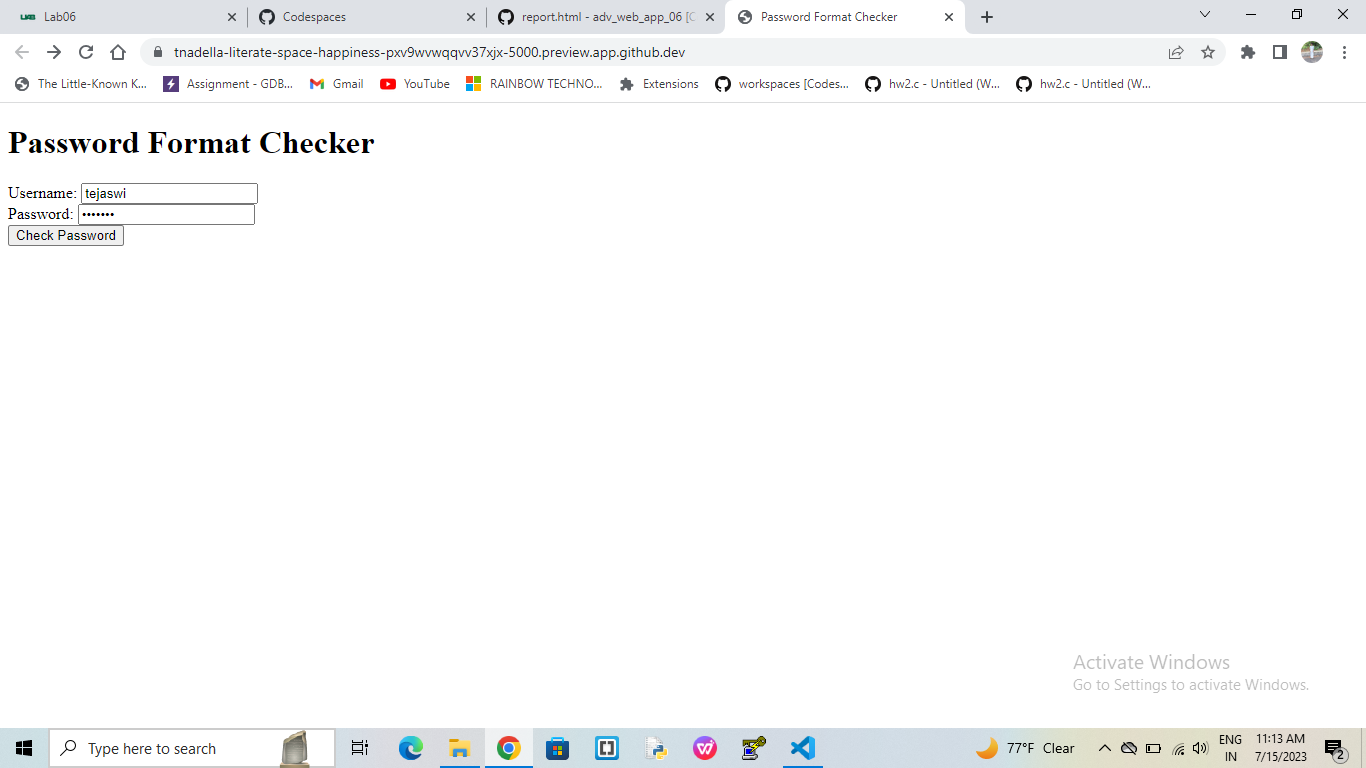 Lab06
Codespaces
report.html - adv_web_app_06 [C
Password Format Checker
tnadella-literate-space-happiness-pxv9wvwqqvv37xjx-5000.preview.app.github.dev
The Little-Known K...
Assignment - GDB...
Gmail
YouTube
RAINBOW TECHNO...
Extensions
workspaces [Codes...
hw2.c - Untitled (W...
hw2.c - Untitled (W...
Password Format Checker
Username: tejaswi
Password: •••••••
Check Password
Activate Windows
Go to Settings to activate Windows.
Type here to search
77°F Clear
ENG
IN
11:13 AM
7/15/2023
2